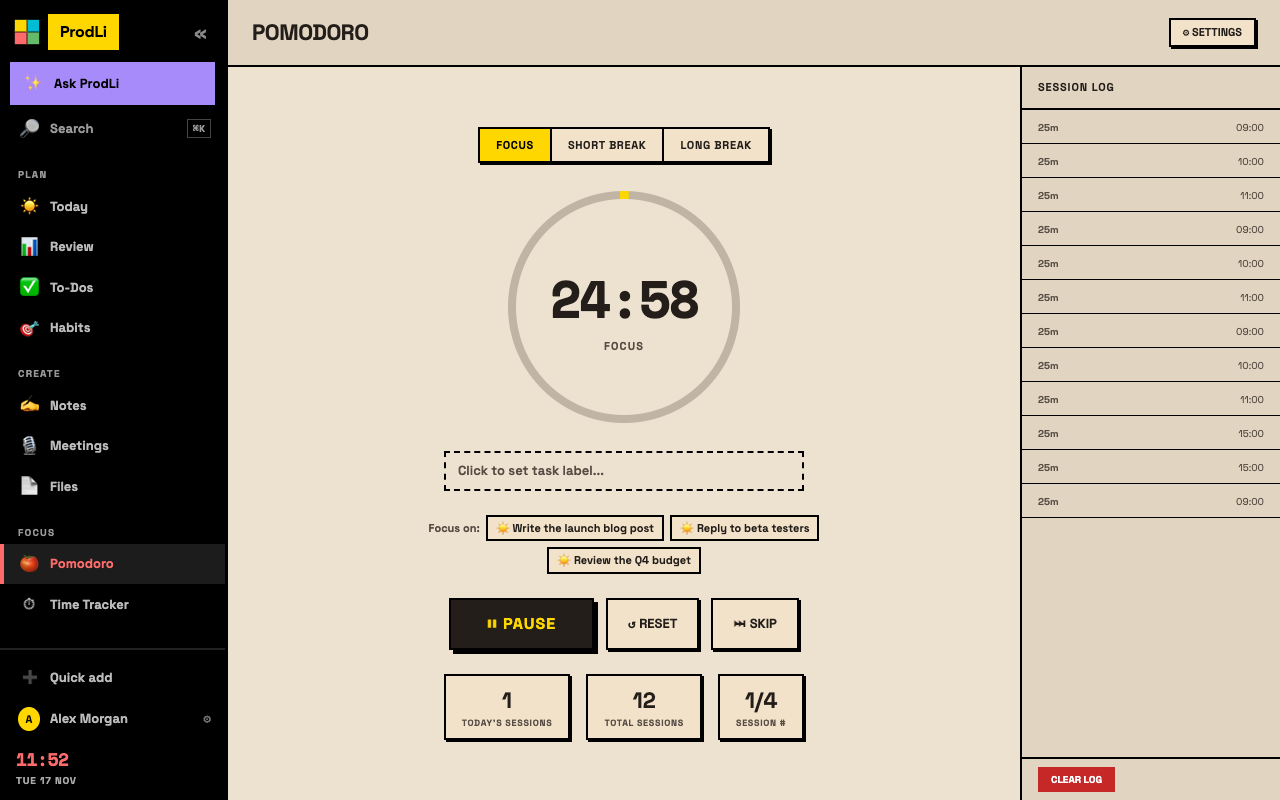 ProdLi
«
Ask ProdLi
Search ⌘K
PLAN
Today
Review
To-Dos
Habits
CREATE
Notes
Meetings
Files
FOCUS
Pomodoro
Time Tracker
Quick add
A Alex Morgan
11:52
TUE 17 NOV
POMODORO
SETTINGS
FOCUS SHORT BREAK LONG BREAK
24:58
FOCUS
Click to set task label...
Focus on: Write the launch blog post Reply to beta testers
Review the Q4 budget
PAUSE RESET SKIP
1 12 1/4
TODAY'S SESSIONS TOTAL SESSIONS SESSION #
SESSION LOG
25m 09:00
25m 10:00
25m 11:00
25m 09:00
25m 10:00
25m 11:00
25m 09:00
25m 10:00
25m 11:00
25m 15:00
25m 15:00
25m 09:00
CLEAR LOG